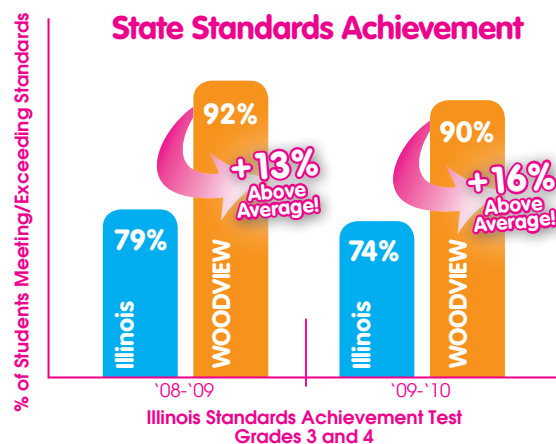 State Standards Achievement
% of Students Meeting/Exceeding Standards
79%
Illinois
92%
WOODVIEW
+13%
Above
Average!
74%
Illinois
90%
WOODVIEW
+16%
Above
Average!
`08-`09
`09-`10
Illinois Standards Achievement Test
Grades 3 and 4